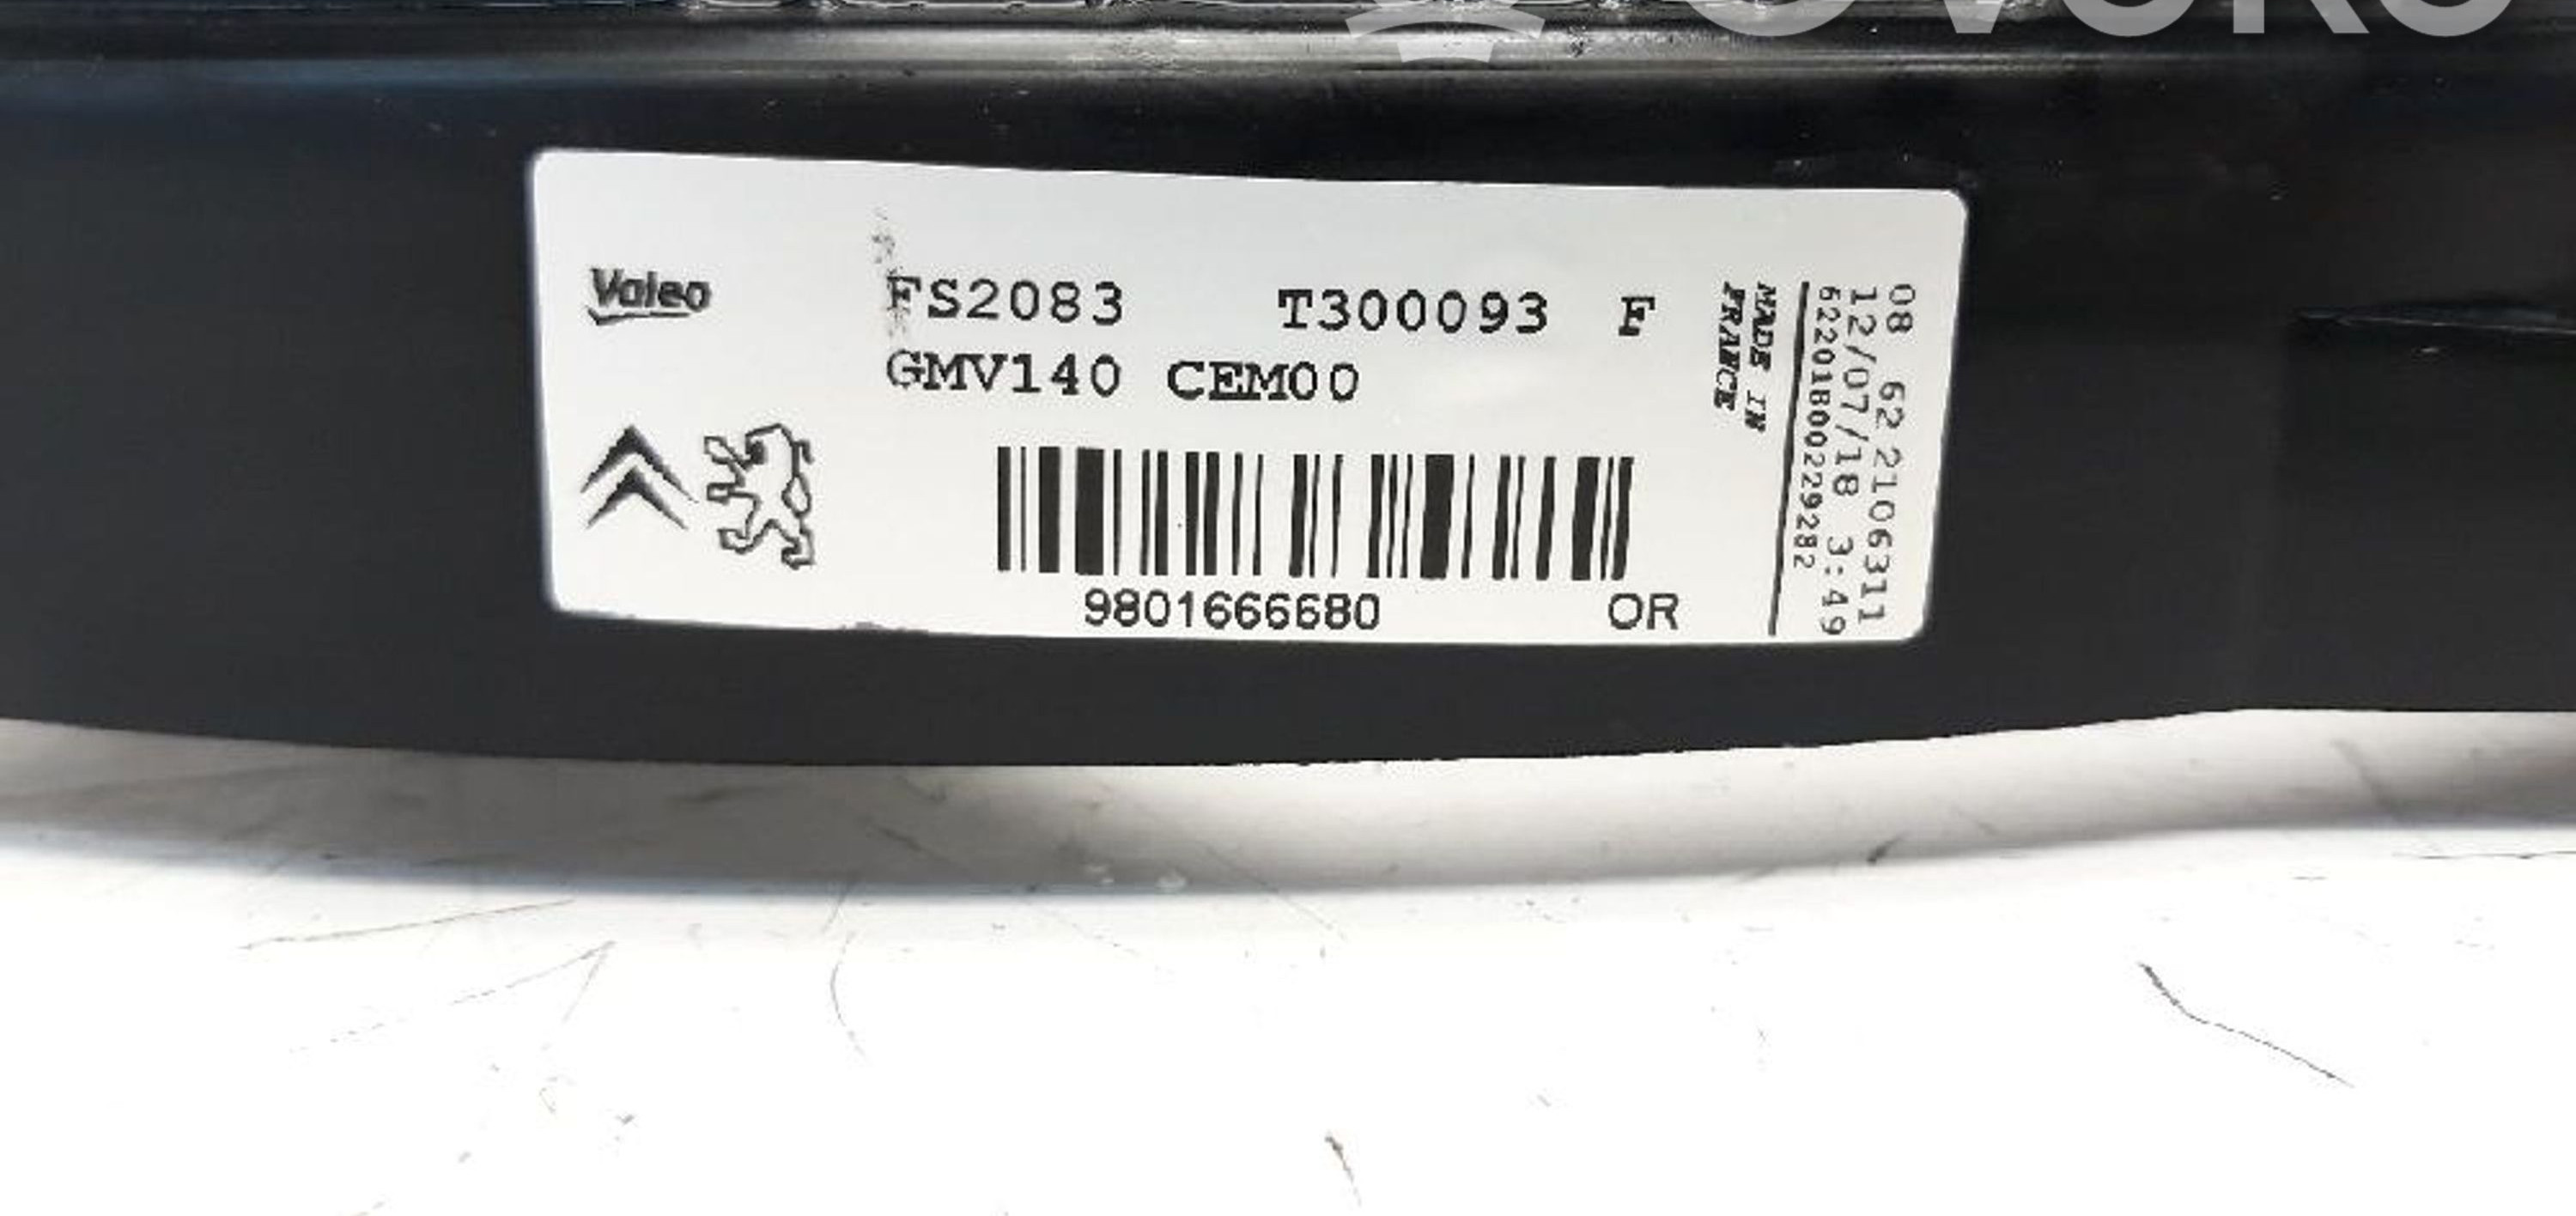 Valeo
FS2083 T300093 F
GMV140 CEM00
9801666680 OR
MADE IN
FRANCE
08 62 2106311
12/07/18 3:49
62201800229282